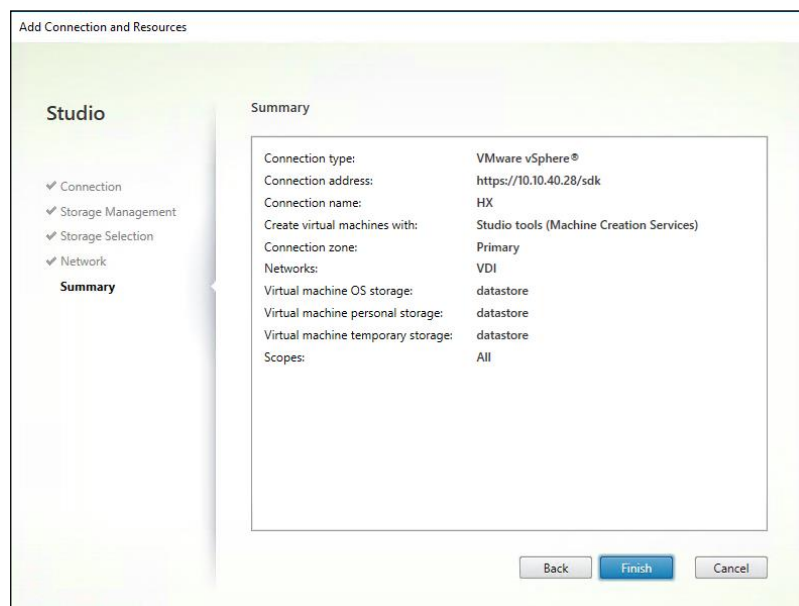 Add Connection and Resources
Studio
✔ Connection
✔ Storage Management
✔ Storage Selection
✔ Network
Summary
Summary
Connection type: VMware vSphere®
Connection address: https://10.10.40.28/sdk
Connection name: HX
Create virtual machines with: Studio tools (Machine Creation Services)
Connection zone: Primary
Networks: VDI
Virtual machine OS storage: datastore
Virtual machine personal storage: datastore
Virtual machine temporary storage: datastore
Scopes: All
Back Finish Cancel